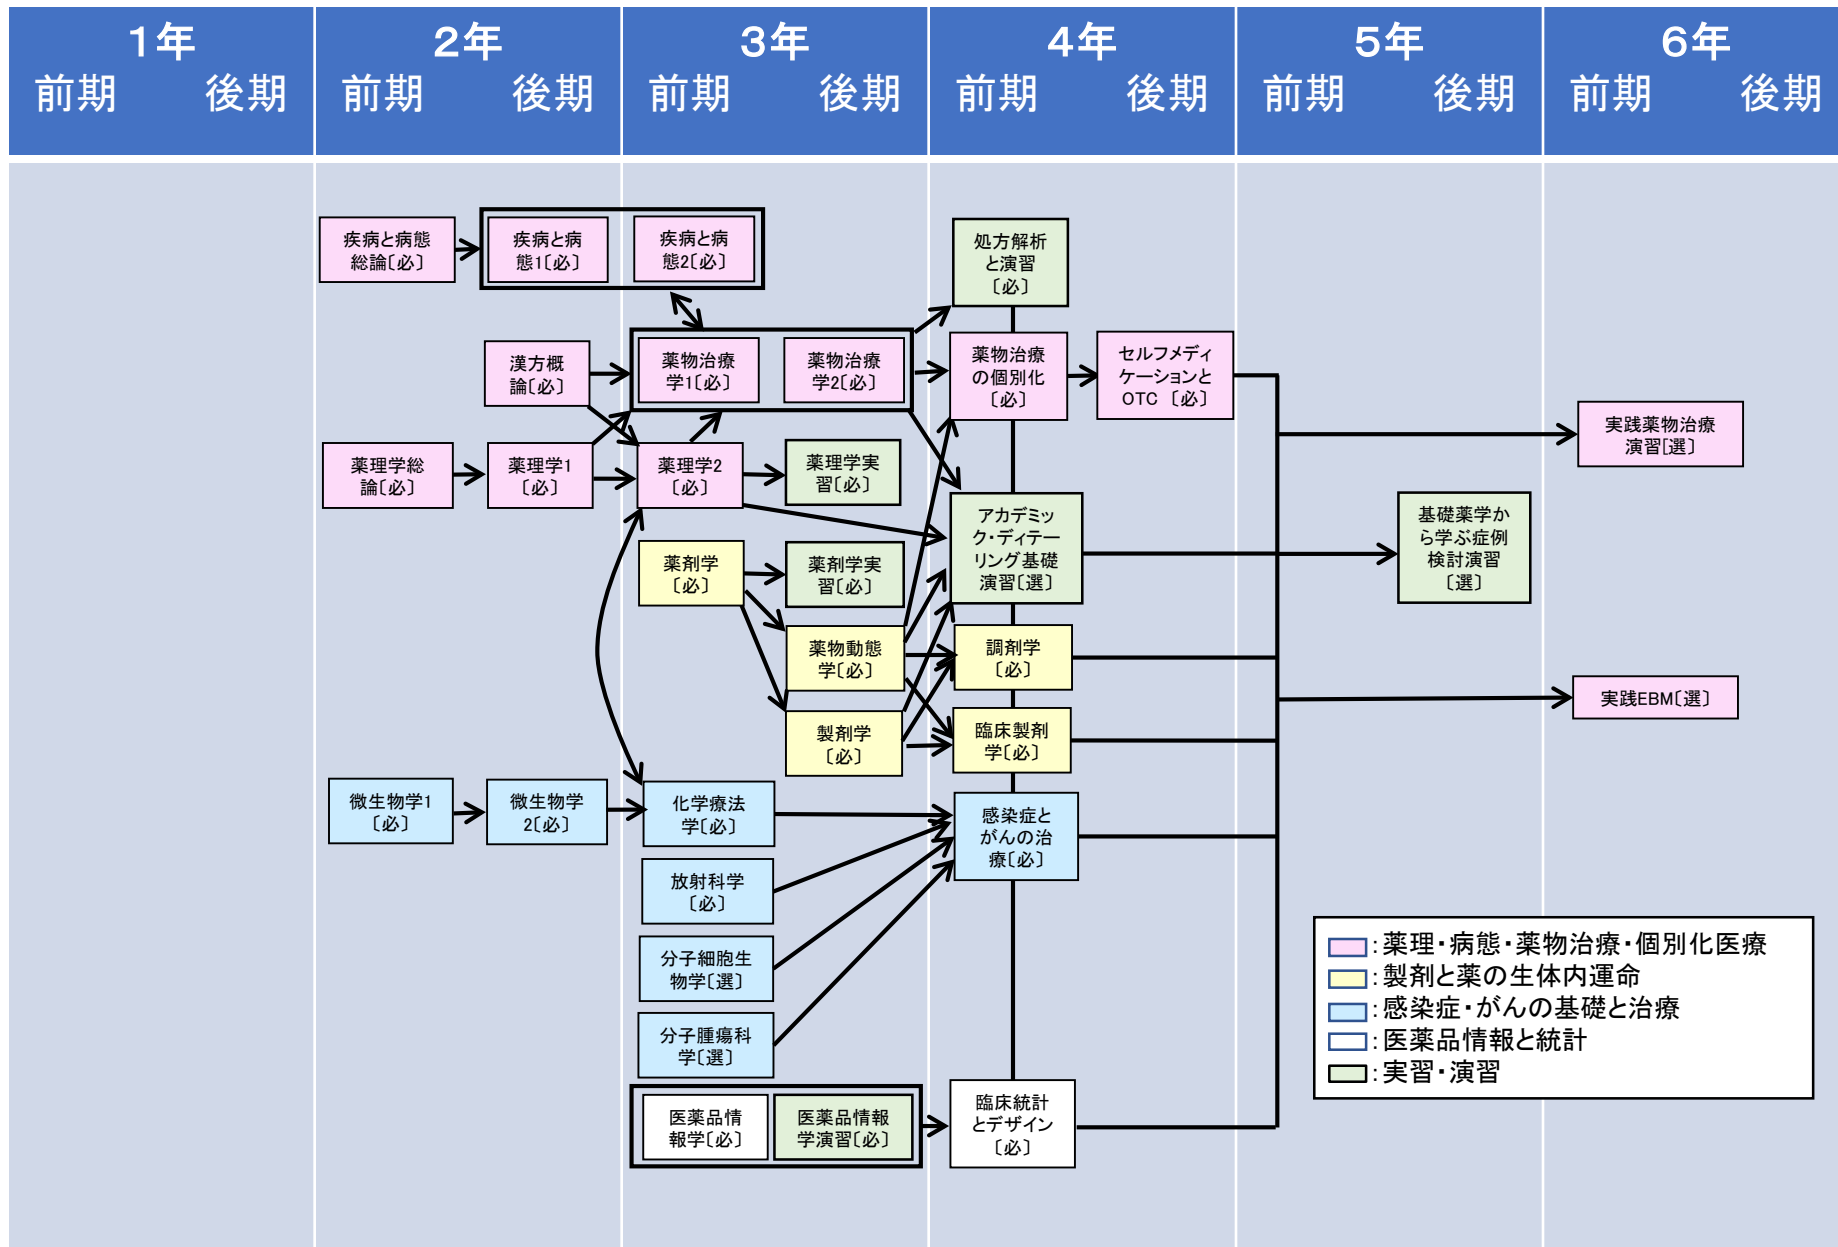 1年
前期 後期
2年
前期 後期
3年
前期 後期
4年
前期 後期
5年
前期 後期
6年
前期 後期
疾病と病態
総論〔必〕
疾病と病
態1〔必〕
疾病と病
態2〔必〕
処方解析
と演習
〔必〕
漢方概
論〔必〕
薬物治療
学1〔必〕
薬物治療
学2〔必〕
薬物治療
の個別化
〔必〕
セルフメディ
ケーションと
OTC 〔必〕
実践薬物治療
演習[選〕
薬理学総
論〔必〕
薬理学1
〔必〕
薬理学2
〔必〕
薬理学実
習〔必〕
アカデミッ
ク・ディテー
リング基礎
演習〔選〕
基礎薬学か
ら学ぶ症例
検討演習
〔選〕
薬剤学
〔必〕
薬剤学実
習〔必〕
薬物動態
学〔必〕
調剤学
〔必〕
実践EBM〔選〕
製剤学
〔必〕
臨床製剤
学〔必〕
微生物学1
〔必〕
微生物学
2〔必〕
化学療法
学〔必〕
感染症と
がんの治
療〔必〕
放射科学
〔必〕
分子細胞生
物学〔選〕
分子腫瘍科
学〔選〕
医薬品情
報学〔必〕
医薬品情報
学演習〔必〕
臨床統計
とデザイン
〔必〕
：薬理・病態・薬物治療・個別化医療
：製剤と薬の生体内運命
：感染症・がんの基礎と治療
：医薬品情報と統計
：実習・演習